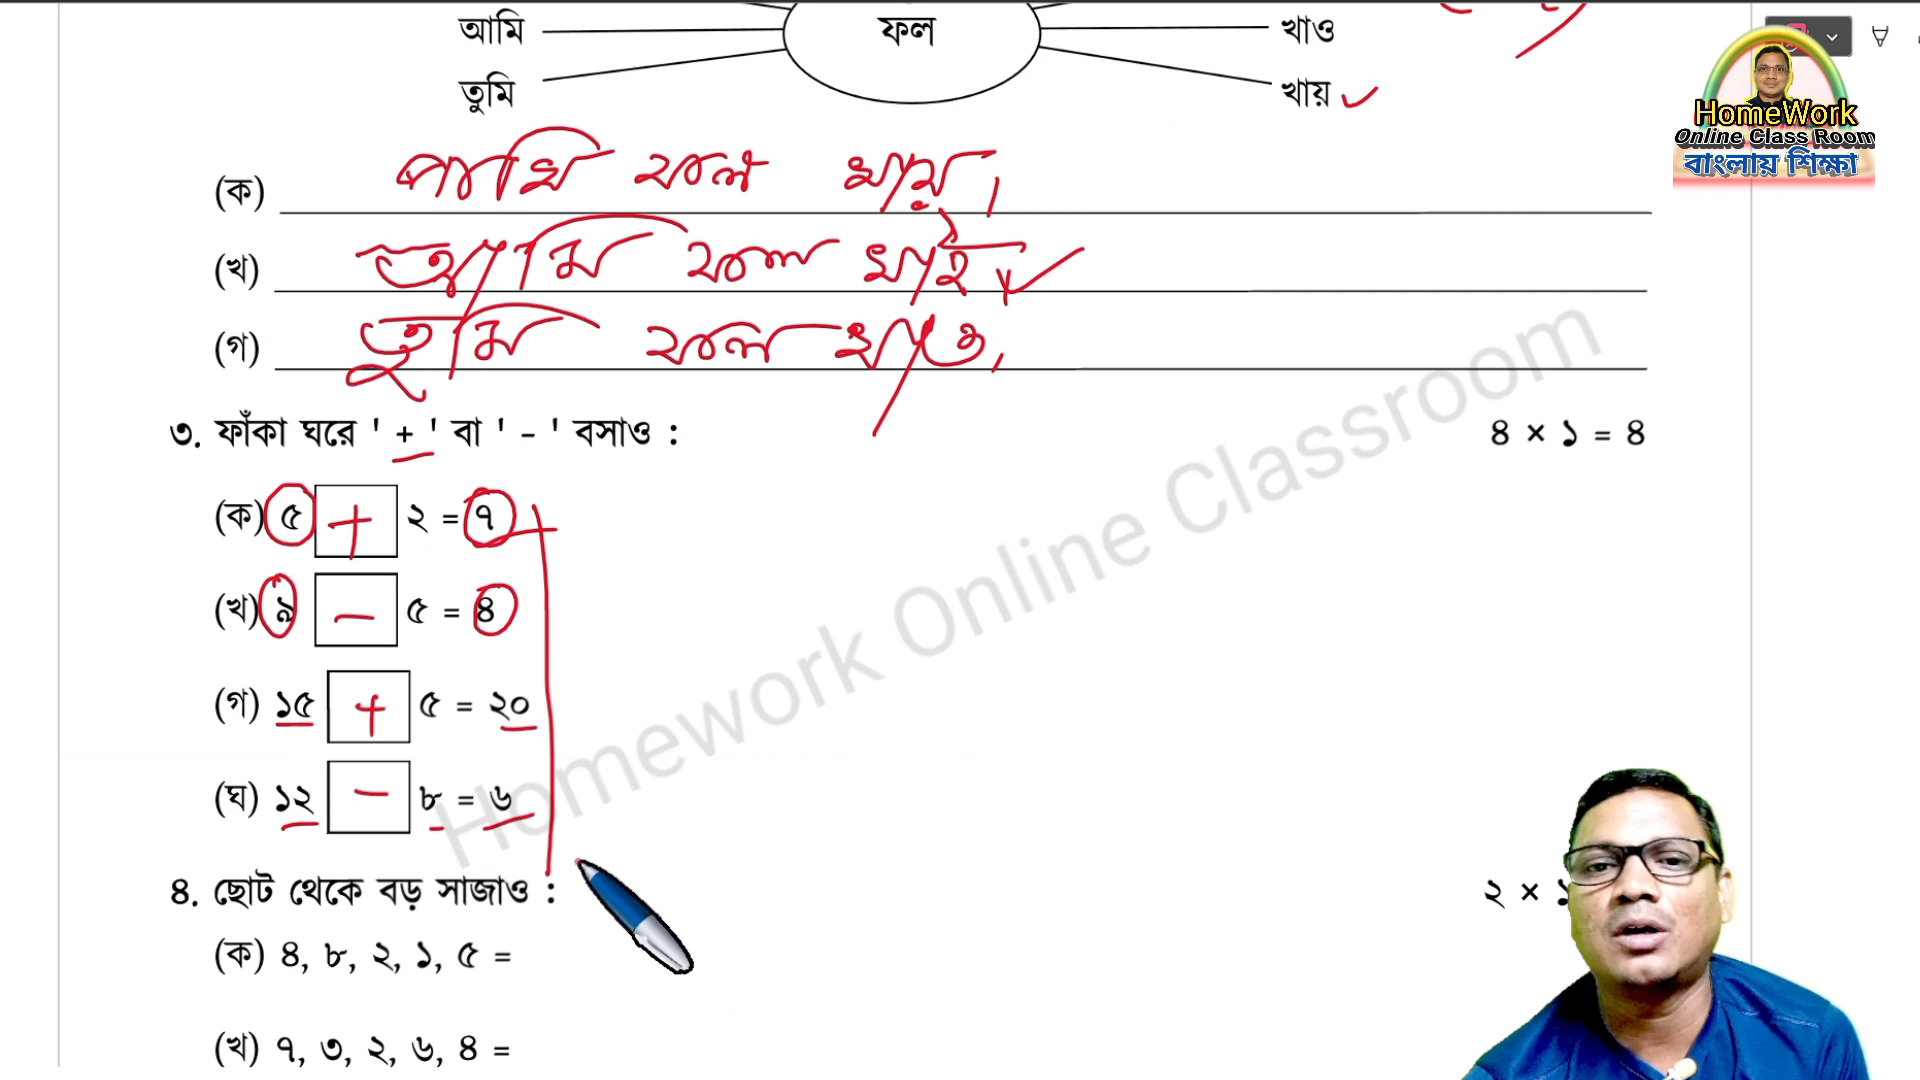 আমি ফল খাও
তুমি খায়
HomeWork
Online Class Room
বাংলায় শিক্ষা
(ক) পাখি ফল খায়।
(খ) আমি ফল খাই।
(গ) তুমি ফল খাও।
৩. ফাঁকা ঘরে ' + ' বা ' - ' বসাও : ৪ × ১ = ৪
(ক) ৫ + ২ = ৭
(খ) ৯ − ৫ = ৪
(গ) ১৫ + ৫ = ২০
(ঘ) ১২ − ৮ = ৬
৪. ছোট থেকে বড় সাজাও : ২ × ১
(ক) ৪, ৮, ২, ১, ৫ =
(খ) ৭, ৩, ২, ৬, ৪ =
Homework Online Classroom